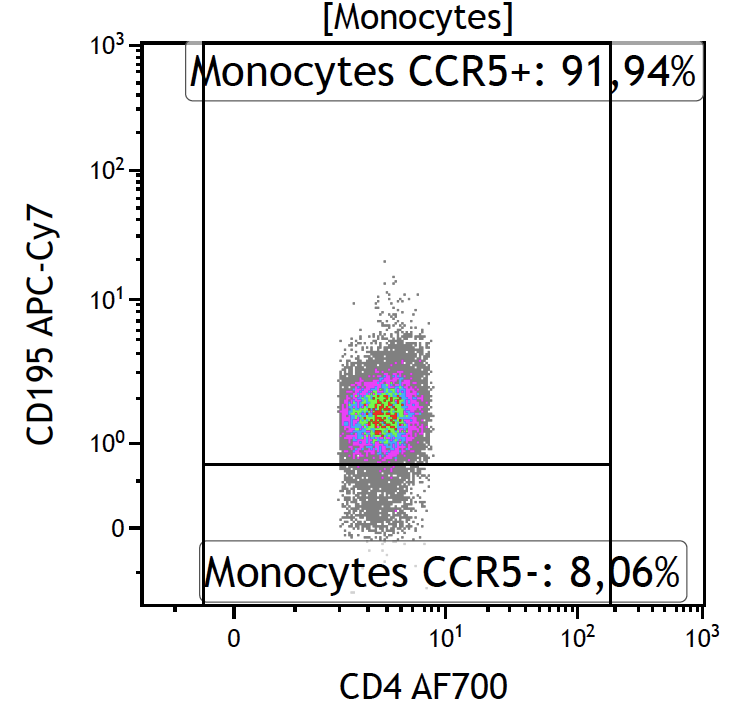 [Monocytes]
10³
Monocytes CCR5+: 91,94%
10²
10¹
10⁰
0
CD195 APC-Cy7
Monocytes CCR5-: 8,06%
0 10¹ 10² 10³
CD4 AF700